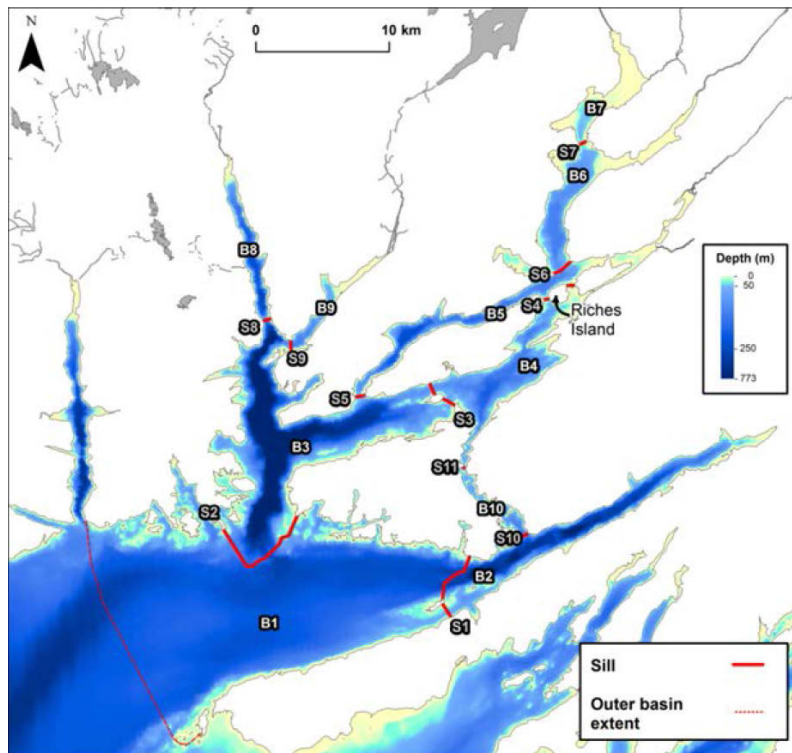 N
0 10 km
B7
S7
B6
B8
S6
Depth (m)
0
50
250
773
B9
S4
Riches
Island
B5
S8
S9
B4
S5
S3
B3
S11
S2
B10
S10
B2
B1
S1
Sill
Outer basin
extent